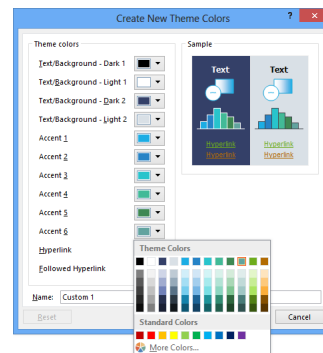 Create New Theme Colors
?
Theme colors
Sample
Text/Background - Dark 1
Text/Background - Light 1
Text/Background - Dark 2
Text/Background - Light 2
Accent 1
Accent 2
Accent 3
Accent 4
Accent 5
Accent 6
Hyperlink
Followed Hyperlink
Text
Text
Hyperlink
Hyperlink
Hyperlink
Hyperlink
Theme Colors
Standard Colors
More Colors...
Name: Custom 1
Reset
Cancel